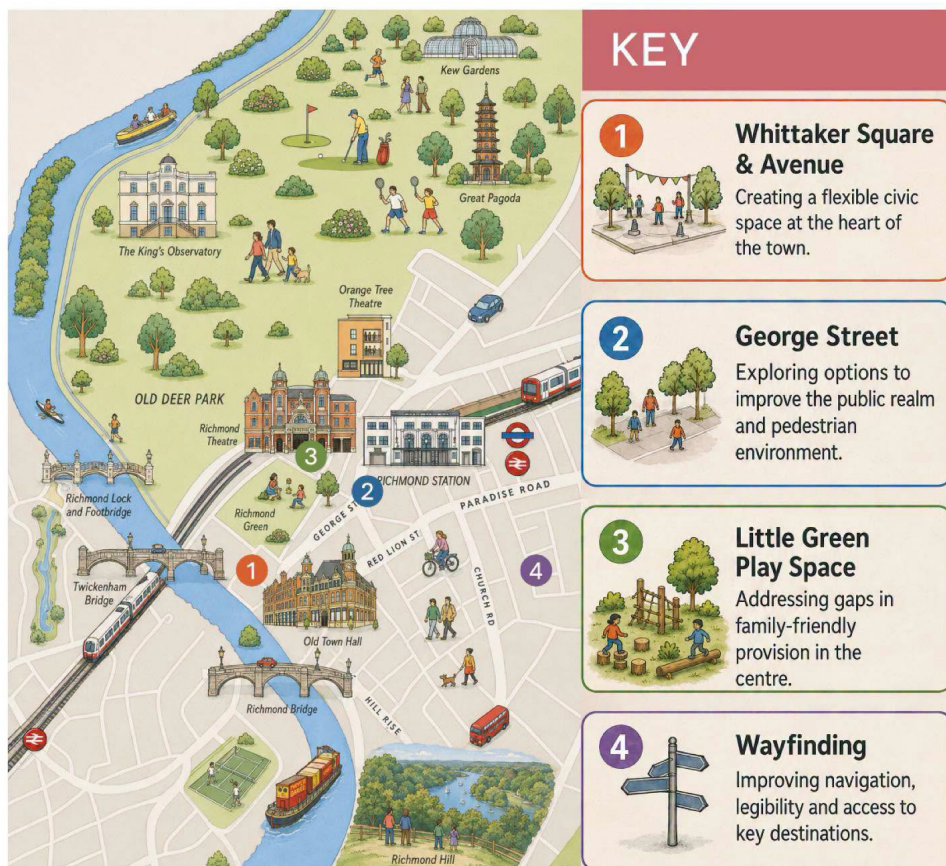 Kew Gardens
Great Pagoda
The King's Observatory
Orange Tree
Theatre
OLD DEER PARK
Richmond
Theatre
3
2
RICHMOND STATION
Richmond Lock
and Footbridge
Richmond
Green
GEORGE ST
PARADISE ROAD
RED LION ST
1
4
Twickenham
Bridge
CHURCH RD
Old Town Hall
Richmond Bridge
HILL RISE
Richmond Hill
KEY
1
Whittaker Square
& Avenue
Creating a flexible civic
space at the heart of
the town.
2
George Street
Exploring options to
improve the public realm
and pedestrian
environment.
3
Little Green
Play Space
Addressing gaps in
family-friendly
provision in the
centre.
4
Wayfinding
Improving navigation,
legibility and access to
key destinations.